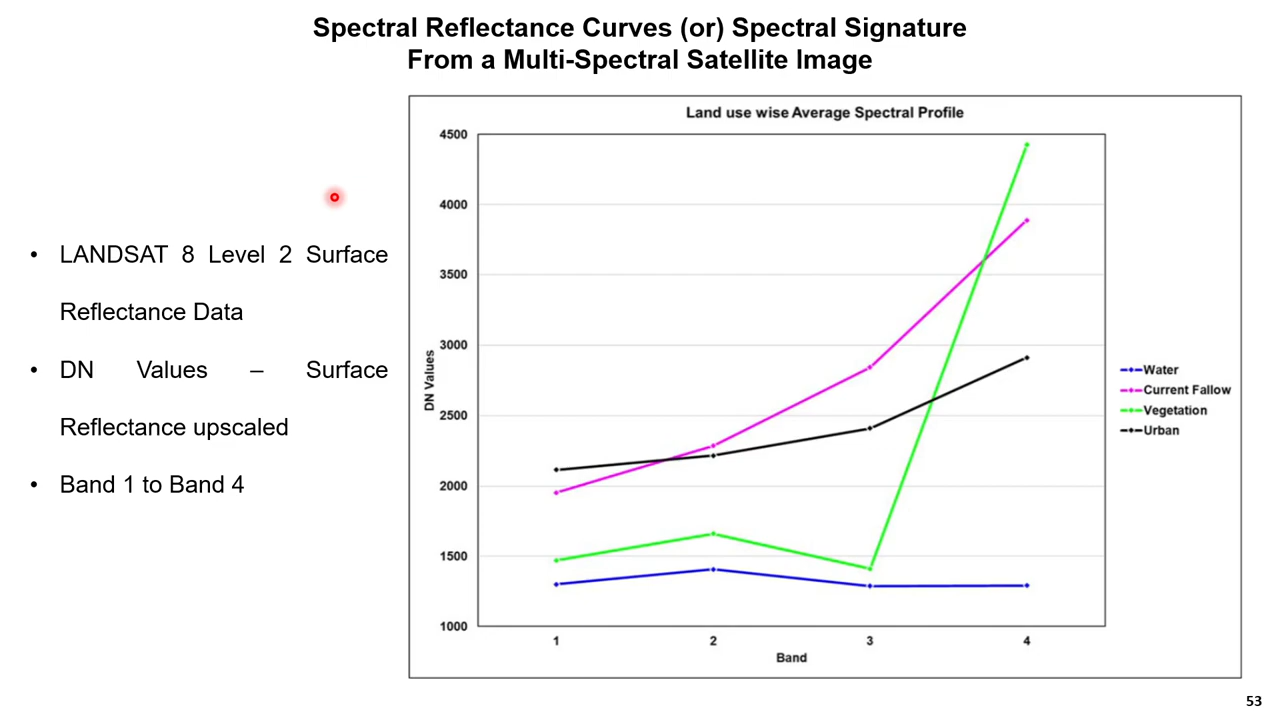 Spectral Reflectance Curves (or) Spectral Signature
From a Multi-Spectral Satellite Image
• LANDSAT 8 Level 2 Surface
Reflectance Data
• DN Values – Surface
Reflectance upscaled
• Band 1 to Band 4
Land use wise Average Spectral Profile
4500
4000
3500
3000
2500
2000
1500
1000
DN Values
1 2 3 4
Band
Water
Current Fallow
Vegetation
Urban
53